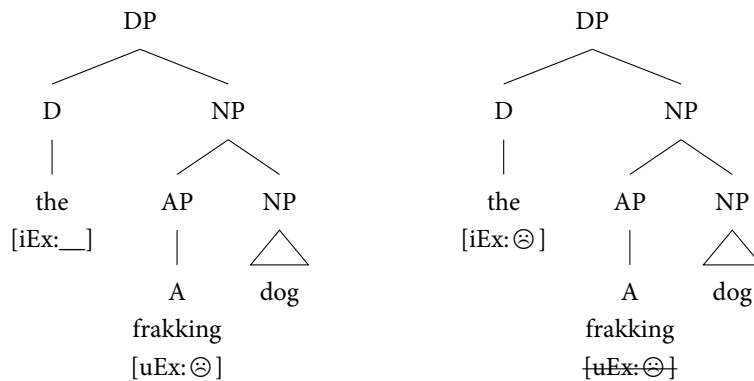 DP DP
D NP D NP
the AP NP the AP NP
[iEx:__] [iEx:☹]
A dog A dog
frakking frakking
[uEx:☹] [uEx:☹]